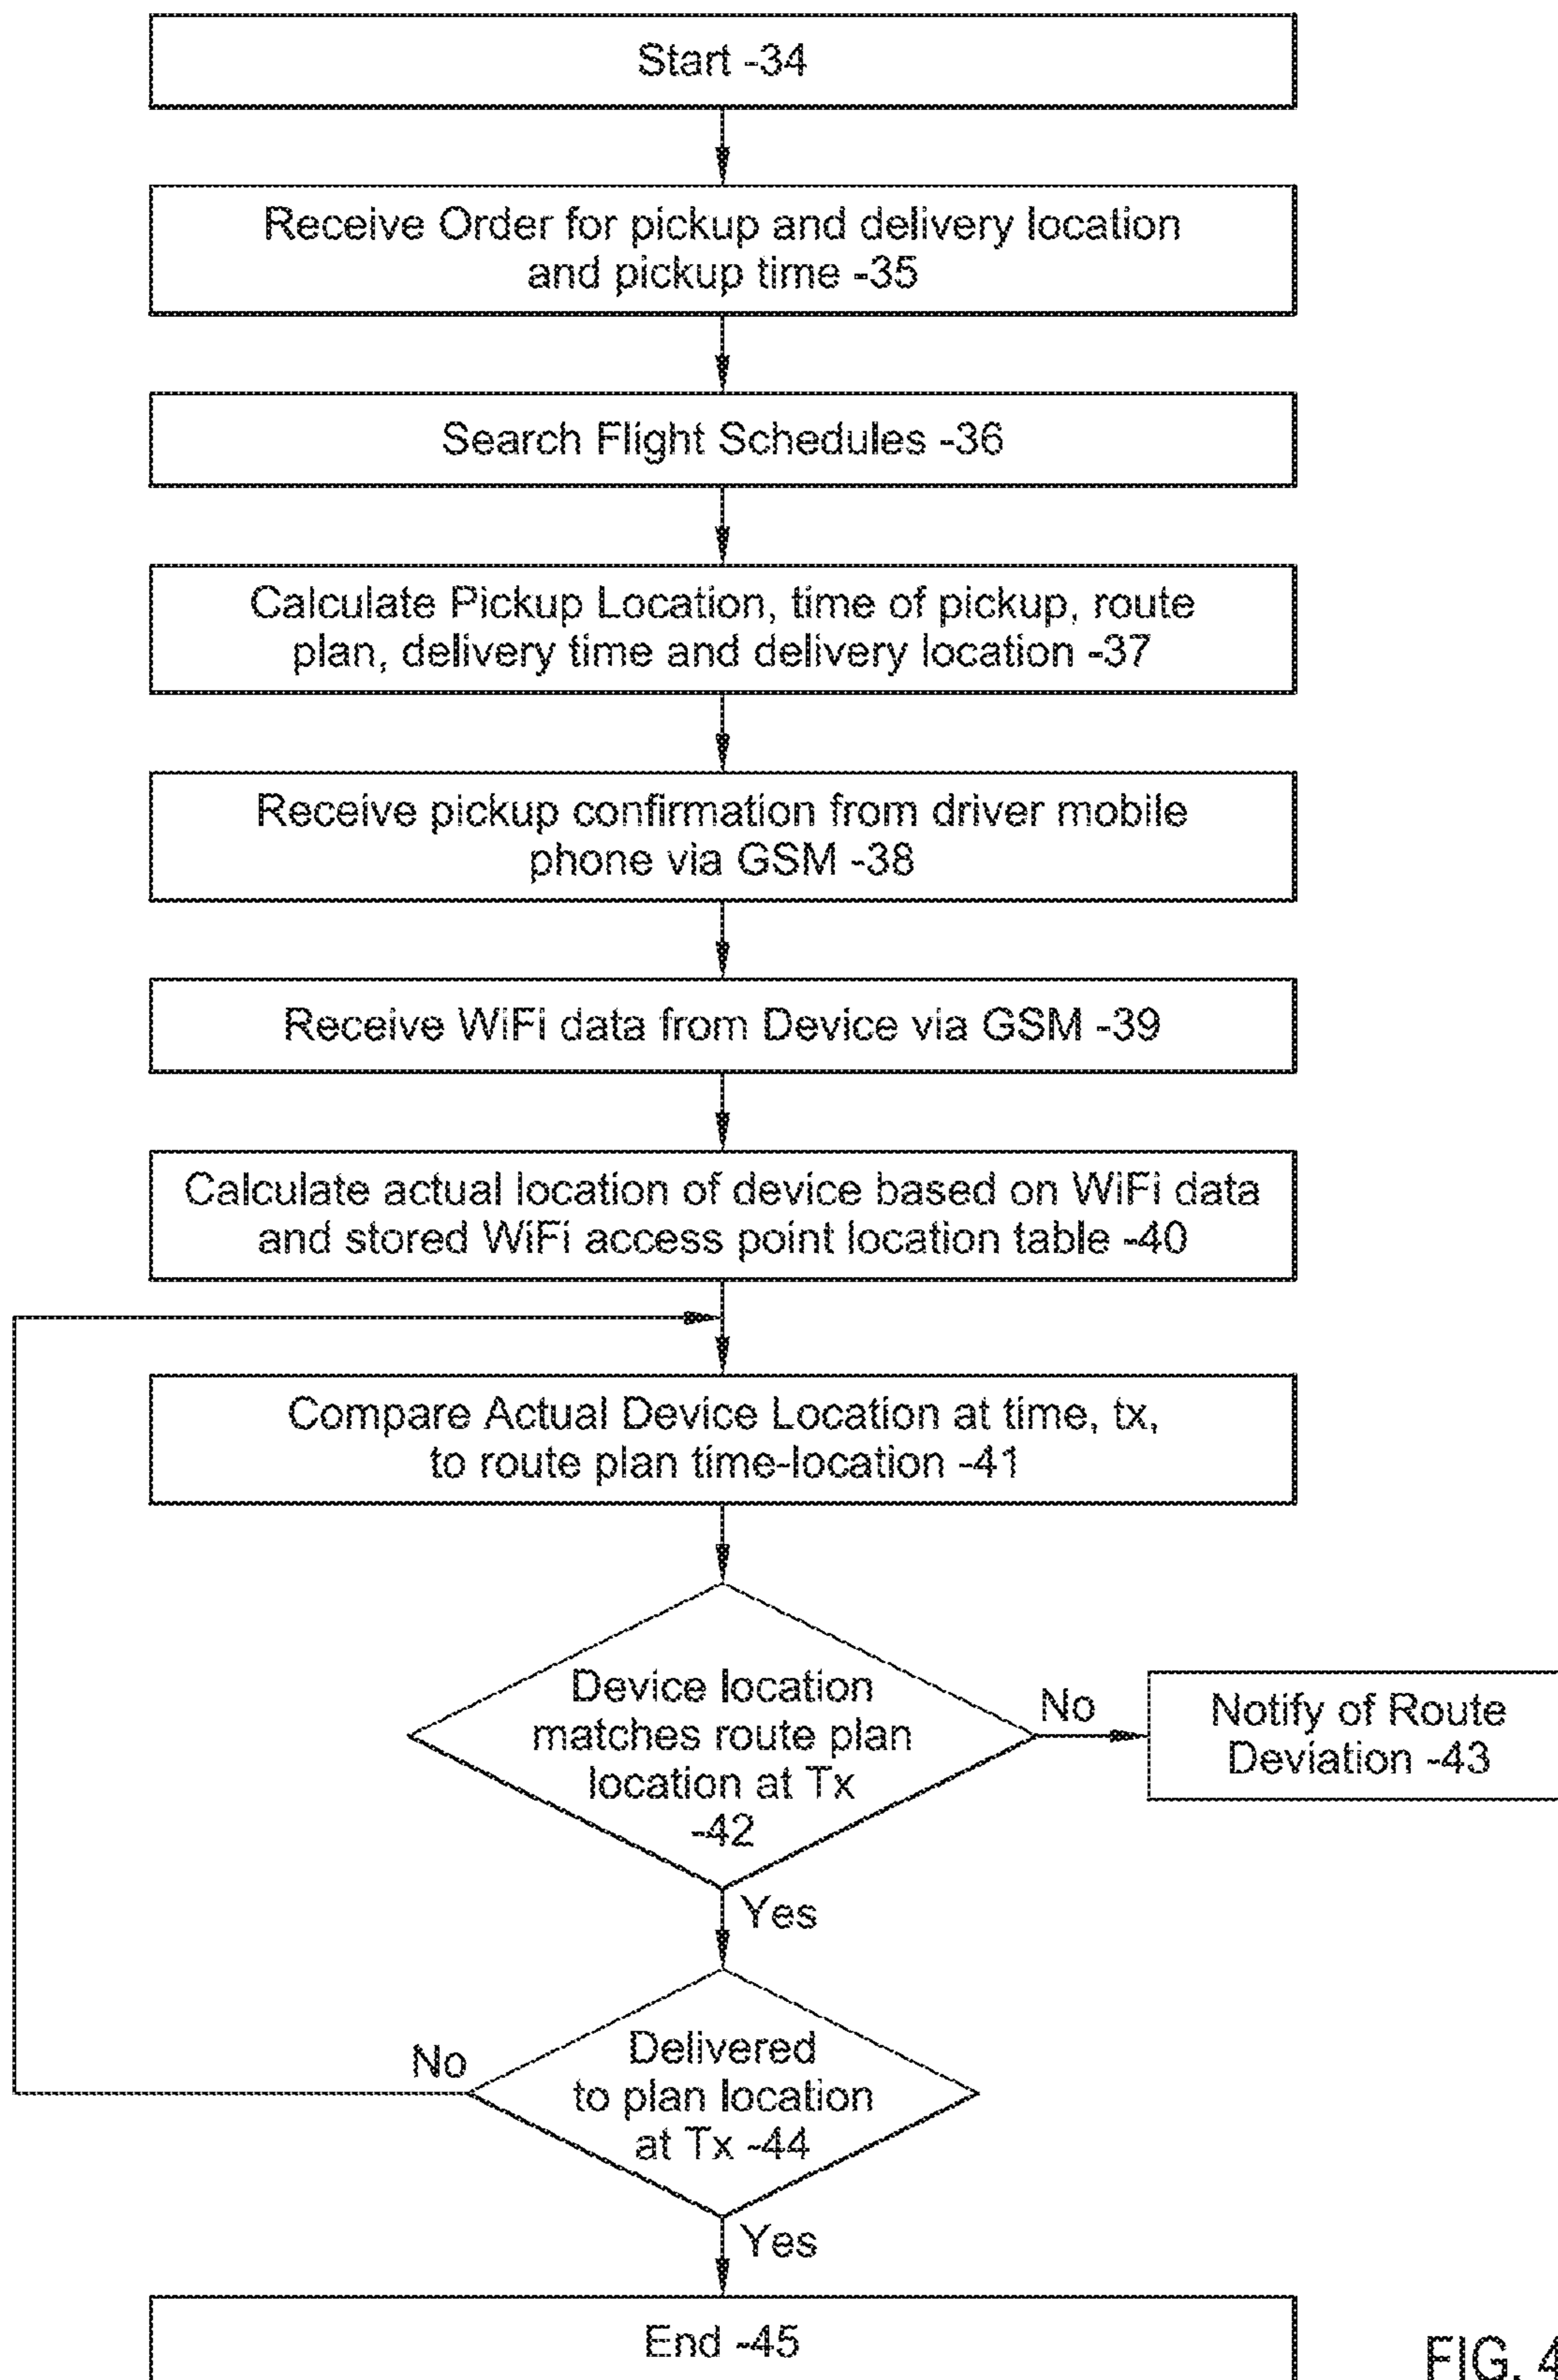 Start -34
Receive Order for pickup and delivery location
and pickup time -35
Search Flight Schedules -36
Calculate Pickup Location, time of pickup, route
plan, delivery time and delivery location -37
Receive pickup confirmation from driver mobile
phone via GSM -38
Receive WiFi data from Device via GSM -39
Calculate actual location of device based on WiFi data
and stored WiFi access point location table -40
Compare Actual Device Location at time, tx,
to route plan time-location -41
Device location
matches route plan
location at Tx
-42
No
Notify of Route
Deviation -43
Yes
Delivered
to plan location
at Tx -44
No
Yes
End -45
FIG. 4